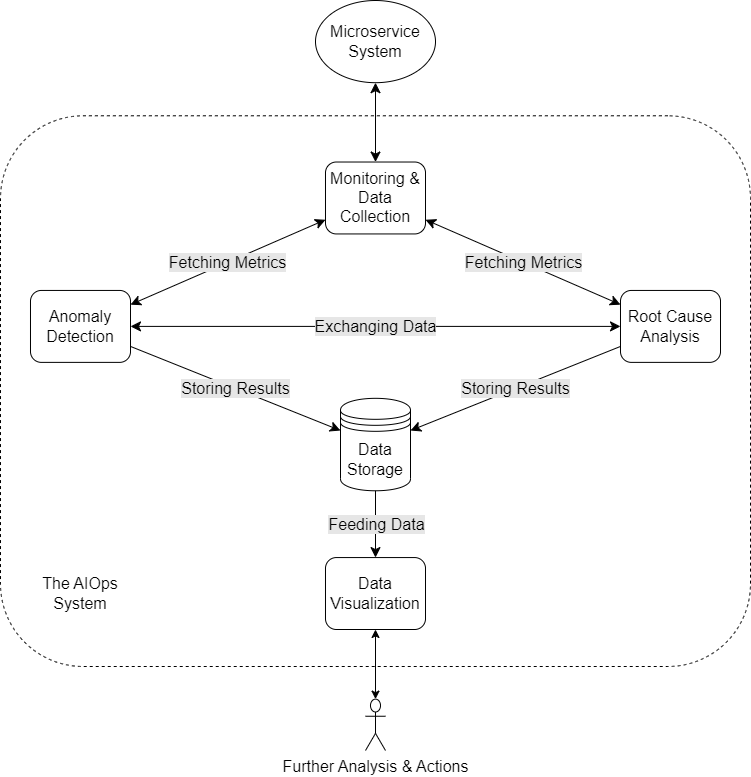 Microservice
System
Monitoring &
Data
Collection
Fetching Metrics
Fetching Metrics
Anomaly
Detection
Exchanging Data
Root Cause
Analysis
Storing Results
Storing Results
Data
Storage
Feeding Data
The AIOps
System
Data
Visualization
Further Analysis & Actions